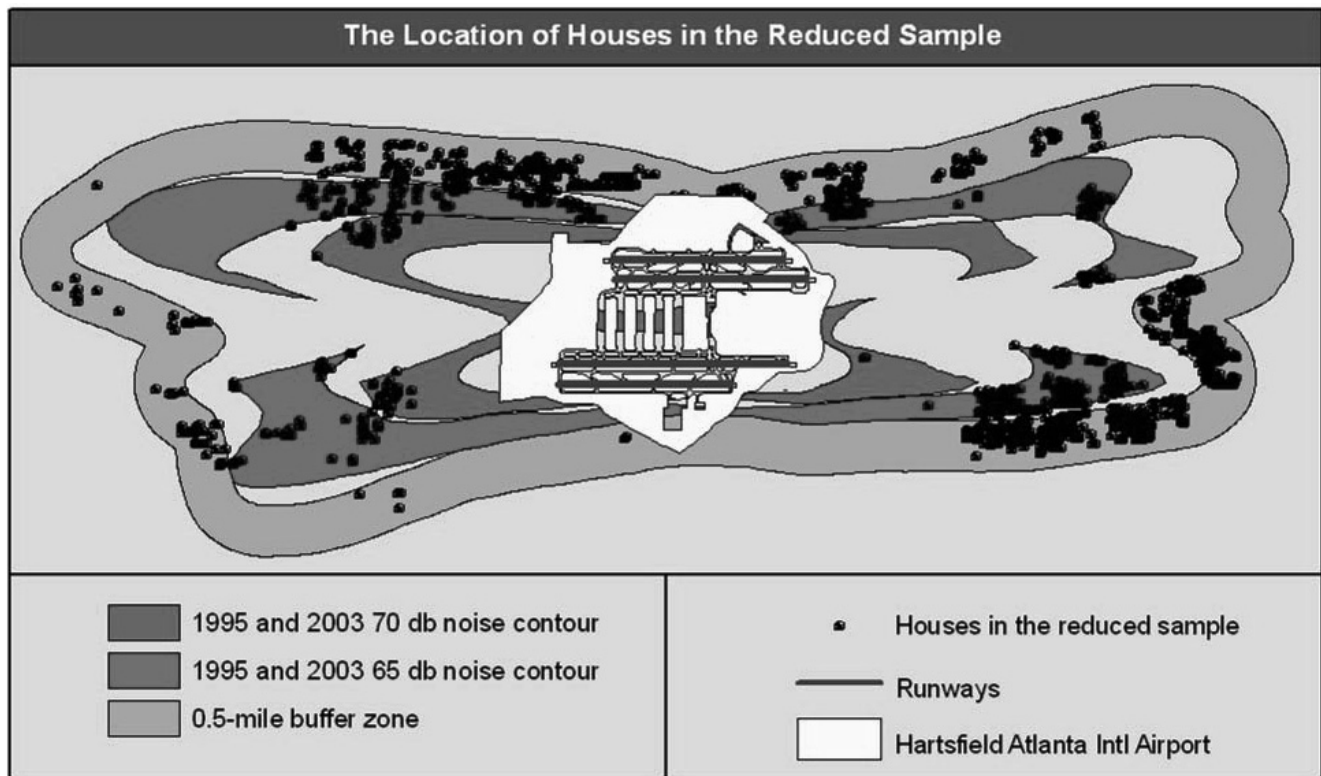 The Location of Houses in the Reduced Sample
1995 and 2003 70 db noise contour
1995 and 2003 65 db noise contour
0.5-mile buffer zone
Houses in the reduced sample
Runways
Hartsfield Atlanta Intl Airport